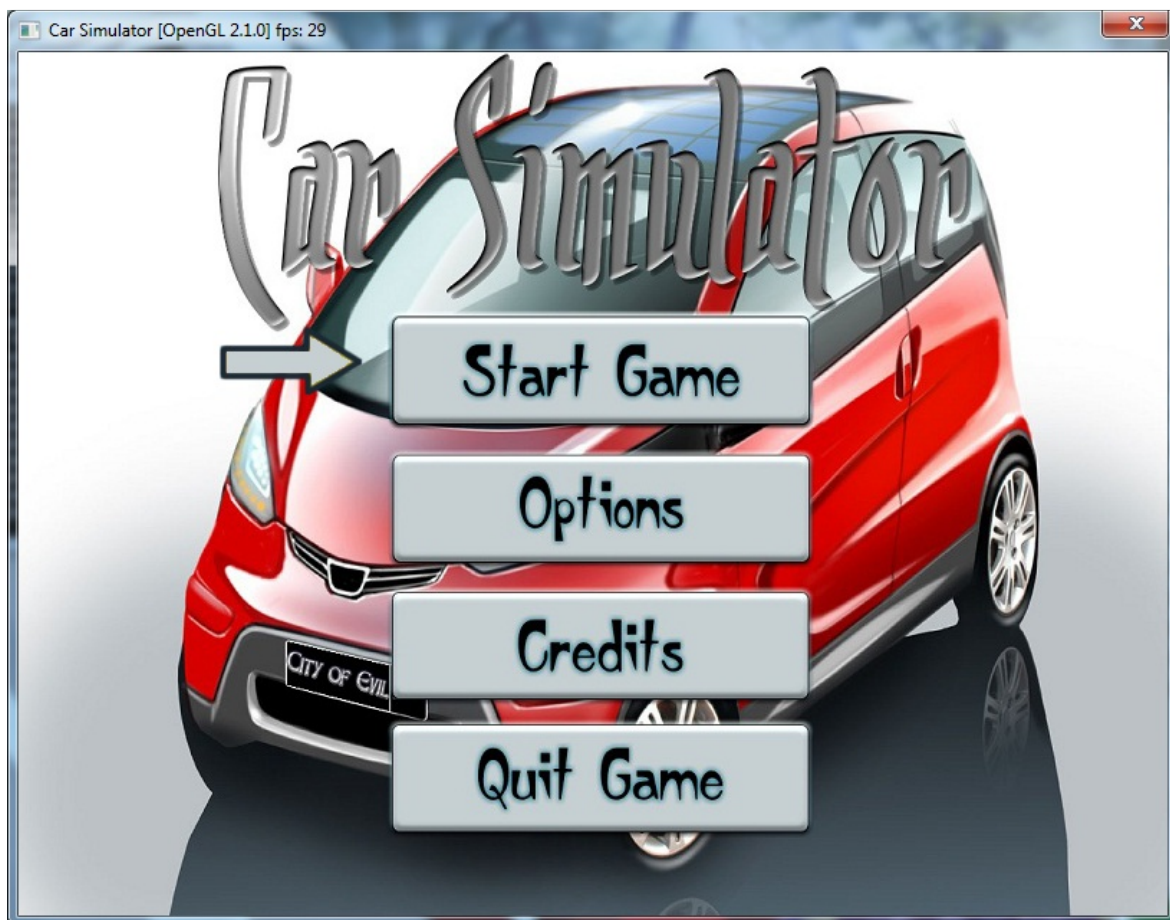 Car Simulator [OpenGL 2.1.0] fps: 29
Car Simulator
Start Game
Options
Credits
City of Evil
Quit Game